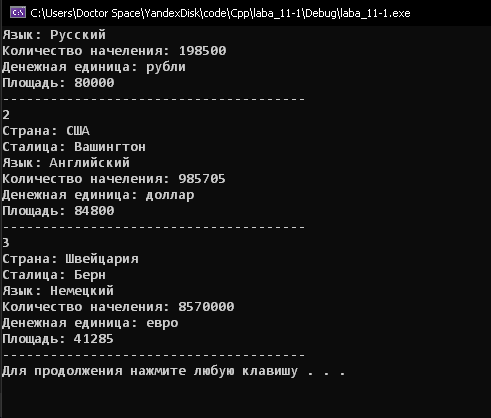 C:\Users\Doctor Space\YandexDisk\code\Cpp\laba_11-1\Debug\laba_11-1.exe
Язык: Русский
Количество начеления: 198500
Денежная единица: рубли
Площадь: 80000
--------------------------------------
2
Страна: США
Сталица: Вашингтон
Язык: Английский
Количество начеления: 985705
Денежная единица: доллар
Площадь: 84800
--------------------------------------
3
Страна: Швейцария
Сталица: Берн
Язык: Немецкий
Количество начеления: 8570000
Денежная единица: евро
Площадь: 41285
--------------------------------------
Для продолжения нажмите любую клавишу . . .